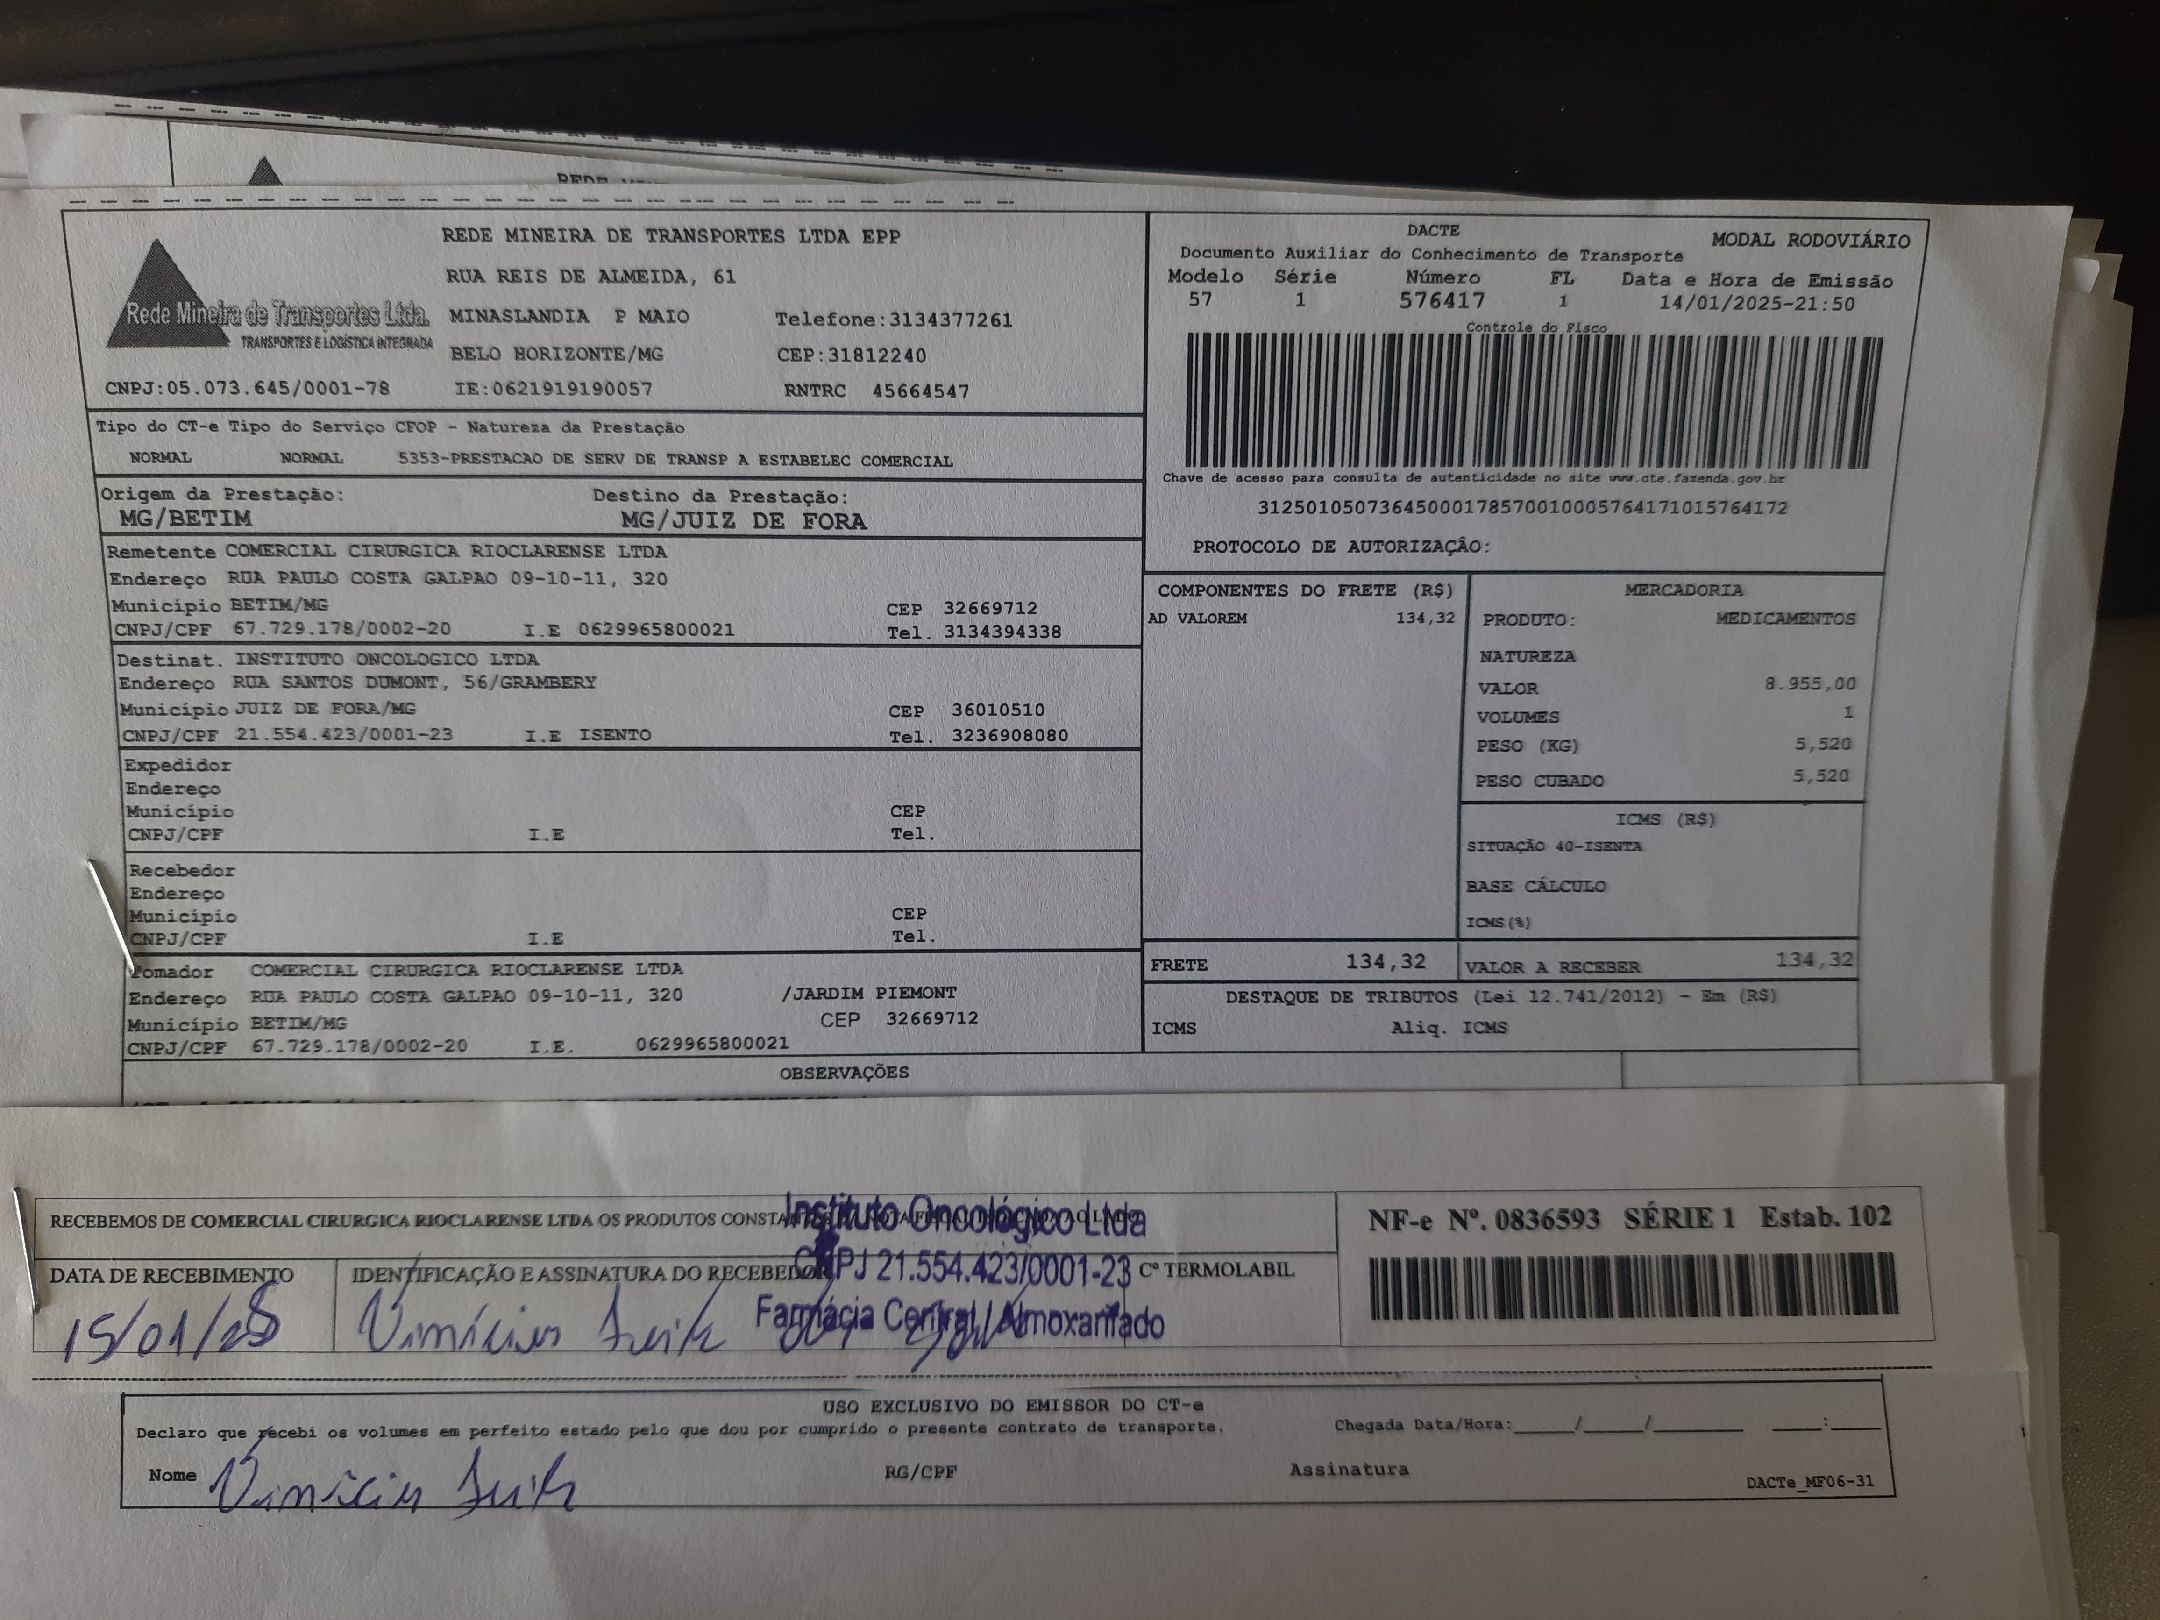 REDE MINEIRA DE TRANSPORTES LTDA EPP
RUA REIS DE ALMEIDA, 61
Rede Mineira de Transportes Ltda.
TRANSPORTES E LOGÍSTICA INTEGRADA
MINASLANDIA P MAIO Telefone:3134377261
BELO HORIZONTE/MG CEP:31812240
CNPJ:05.073.645/0001-78 IE:0621919190057 RNTRC 45664547
DACTE
Documento Auxiliar do Conhecimento de Transporte
MODAL RODOVIÁRIO
Modelo Série Número FL Data e Hora de Emissão
57 1 576417 1 14/01/2025-21:50
Controle do Fisco
Chave de acesso para consulta de autenticidade no site www.cte.fazenda.gov.br
31250105073645000178570010005764171015764172
PROTOCOLO DE AUTORIZAÇÃO:
Tipo do CT-e Tipo do Serviço CFOP - Natureza da Prestação
NORMAL NORMAL 5353-PRESTACAO DE SERV DE TRANSP A ESTABELEC COMERCIAL
Origem da Prestação: Destino da Prestação:
MG/BETIM MG/JUIZ DE FORA
Remetente COMERCIAL CIRURGICA RIOCLARENSE LTDA
Endereço RUA PAULO COSTA GALPAO 09-10-11, 320
Município BETIM/MG CEP 32669712
CNPJ/CPF 67.729.178/0002-20 I.E 0629965800021 Tel. 3134394338
Destinat. INSTITUTO ONCOLOGICO LTDA
Endereço RUA SANTOS DUMONT, 56/GRAMBERY
Município JUIZ DE FORA/MG CEP 36010510
CNPJ/CPF 21.554.423/0001-23 I.E ISENTO Tel. 3236908080
Expedidor
Endereço
Município CEP
CNPJ/CPF I.E Tel.
Recebedor
Endereço
Município CEP
CNPJ/CPF I.E Tel.
Tomador COMERCIAL CIRURGICA RIOCLARENSE LTDA
Endereço RUA PAULO COSTA GALPAO 09-10-11, 320 /JARDIM PIEMONT
Município BETIM/MG CEP 32669712
CNPJ/CPF 67.729.178/0002-20 I.E. 0629965800021
COMPONENTES DO FRETE (R$)
AD VALOREM 134,32
MERCADORIA
PRODUTO: MEDICAMENTOS
NATUREZA
VALOR 8.955,00
VOLUMES 1
PESO (KG) 5,520
PESO CUBADO 5,520
ICMS (R$)
SITUAÇÃO 40-ISENTA
BASE CÁLCULO
ICMS(%)
FRETE 134,32 VALOR A RECEBER 134,32
DESTAQUE DE TRIBUTOS (Lei 12.741/2012) - Em (R$)
ICMS Aliq. ICMS
OBSERVAÇÕES
RECEBEMOS DE COMERCIAL CIRURGICA RIOCLARENSE LTDA OS PRODUTOS
Instituto Oncológico Ltda
CNPJ 21.554.423/0001-23
Farmácia Central / Almoxarifado
NF-e Nº. 0836593 SÉRIE 1 Estab. 102
DATA DE RECEBIMENTO IDENTIFICAÇÃO E ASSINATURA DO RECEBEDOR Cº TERMOLABIL
15/01/25 Vinícius
USO EXCLUSIVO DO EMISSOR DO CT-e
Declaro que recebi os volumes em perfeito estado pelo que dou por cumprido o presente contrato de transporte. Chegada Data/Hora:____/____/______ ___:___
Nome Vinícius RG/CPF Assinatura
DACTe_MF06-31